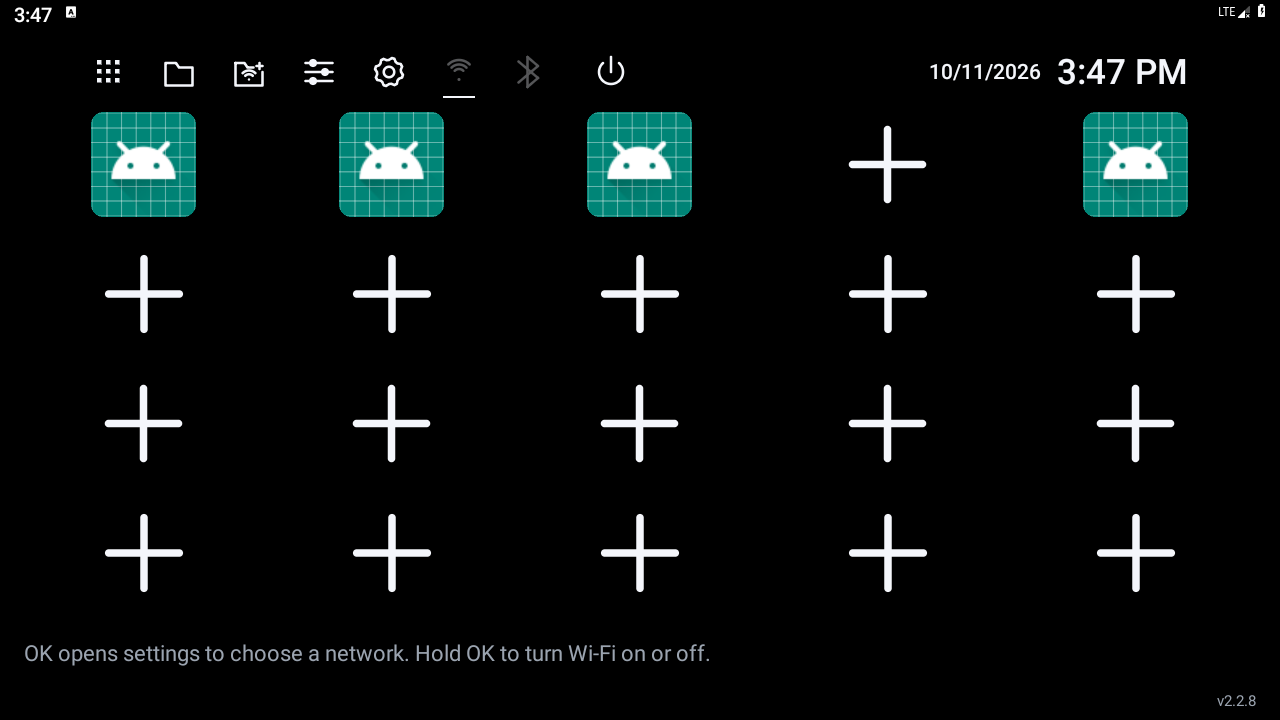 3:47
A
LTE
10/11/2026 3:47 PM
OK opens settings to choose a network. Hold OK to turn Wi-Fi on or off.
v2.2.8